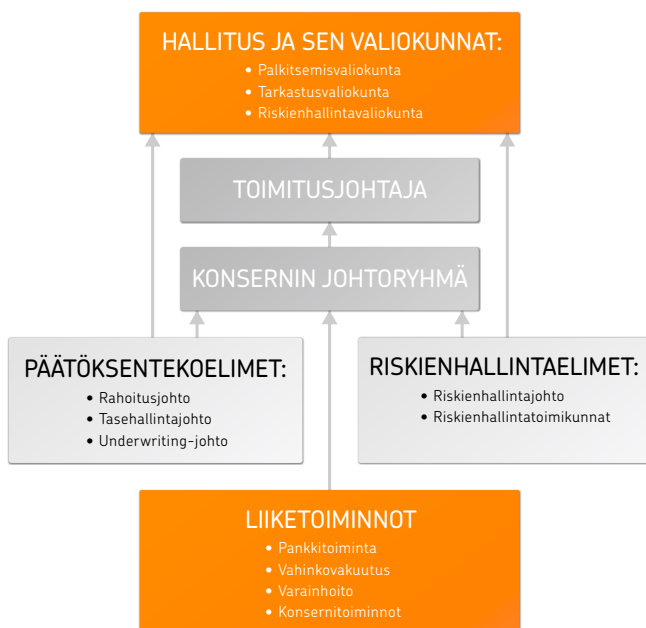 HALLITUS JA SEN VALIOKUNNAT:
• Palkitsemisvaliokunta
• Tarkastusvaliokunta
• Riskienhallintavaliokunta
TOIMITUSJOHTAJA
KONSERNIN JOHTORYHMÄ
PÄÄTÖKSENTEKOELIMET:
• Rahoitusjohto
• Tasehallintajohto
• Underwriting-johto
RISKIENHALLINTAELIMET:
• Riskienhallintajohto
• Riskienhallintatoimikunnat
LIIKETOIMINNOT
• Pankkitoiminta
• Vahinkovakuutus
• Varainhoito
• Konsernitoiminnot